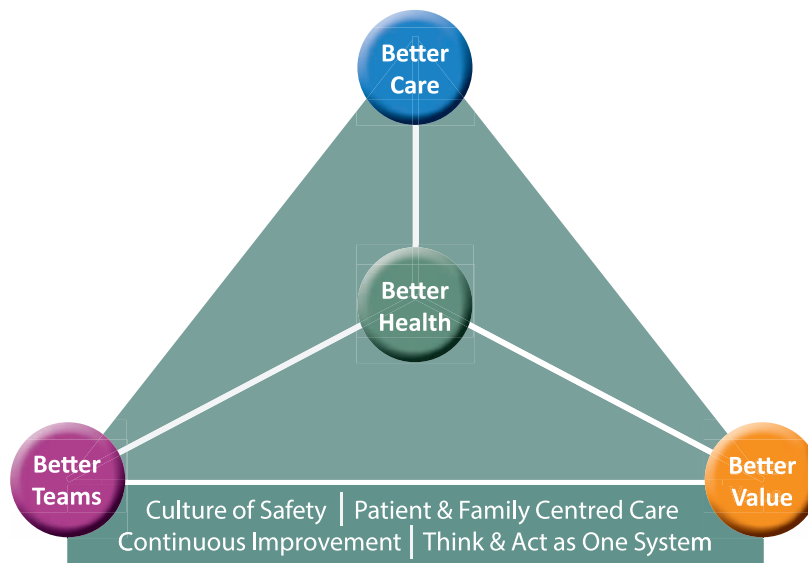 Better
Care
Better
Health
Better
Teams
Better
Value
Culture of Safety | Patient & Family Centred Care
Continuous Improvement | Think & Act as One System